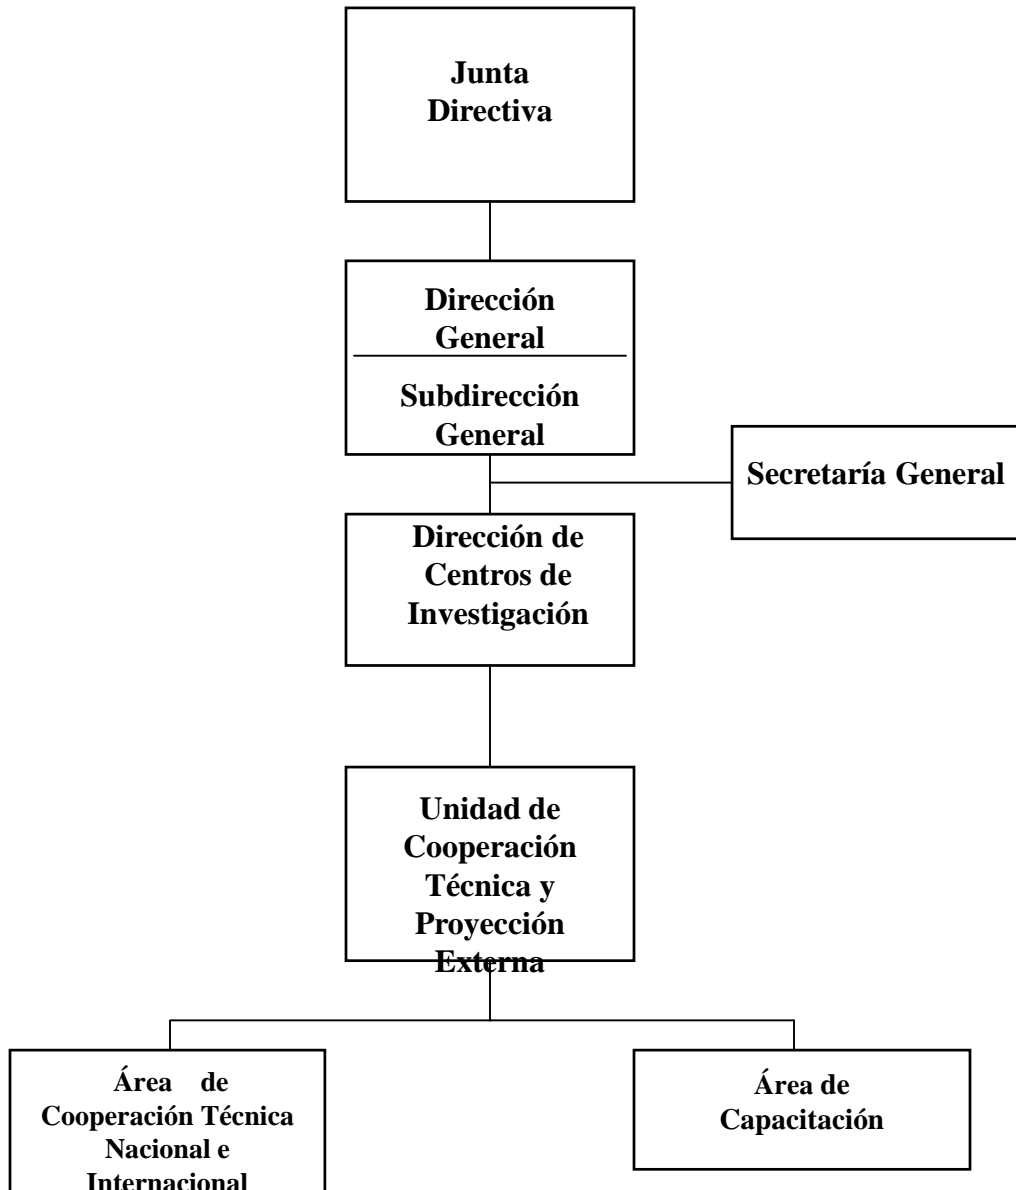 Junta
Directiva
Dirección
General
Subdirección
General
Secretaría General
Dirección de
Centros de
Investigación
Unidad de
Cooperación
Técnica y
Proyección
Externa
Área de
Cooperación Técnica
Nacional e
Internacional
Área de
Capacitación